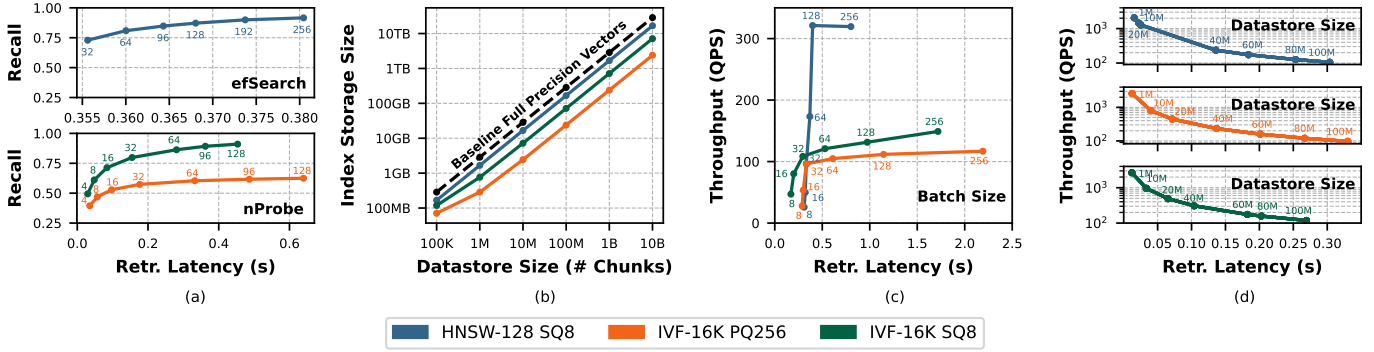 Recall
1.00
0.75
0.50
0.25
32
64
96
128
192
256
efSearch
0.355
0.360
0.365
0.370
0.375
0.380
Recall
1.00
0.75
0.50
0.25
4
8
16
32
64
96
128
4
8
16
32
64
96
128
nProbe
0.0
0.2
0.4
0.6
Retr. Latency (s)
(a)
Index Storage Size
10TB
1TB
100GB
10GB
1GB
100MB
Baseline Full Precision Vectors
100K
1M
10M
100M
1B
10B
Datastore Size (# Chunks)
(b)
Throughput (QPS)
300
200
100
0
128
256
64
32
16
8
8
16
32
64
128
256
8
16
32
64
128
256
Batch Size
0.0
0.5
1.0
1.5
2.0
2.5
Retr. Latency (s)
(c)
Throughput (QPS)
10³
10²
1M
10M
20M
40M
60M
80M
100M
Datastore Size
10³
10²
1M
10M
20M
40M
60M
80M
100M
Datastore Size
10³
10²
1M
10M
20M
40M
60M
80M
100M
Datastore Size
0.05
0.10
0.15
0.20
0.25
0.30
Retr. Latency (s)
(d)
HNSW-128 SQ8
IVF-16K PQ256
IVF-16K SQ8